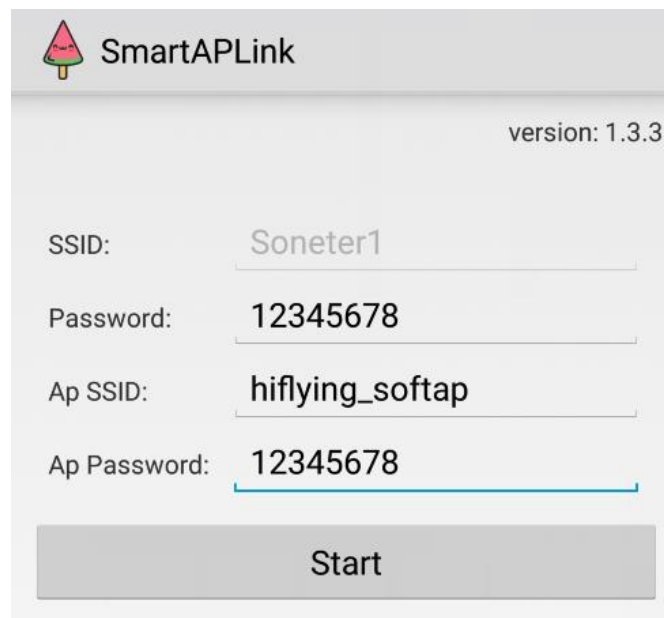 SmartAPLink
version: 1.3.3
SSID: Soneter1
Password: 12345678
Ap SSID: hiflying_softap
Ap Password: 12345678
Start